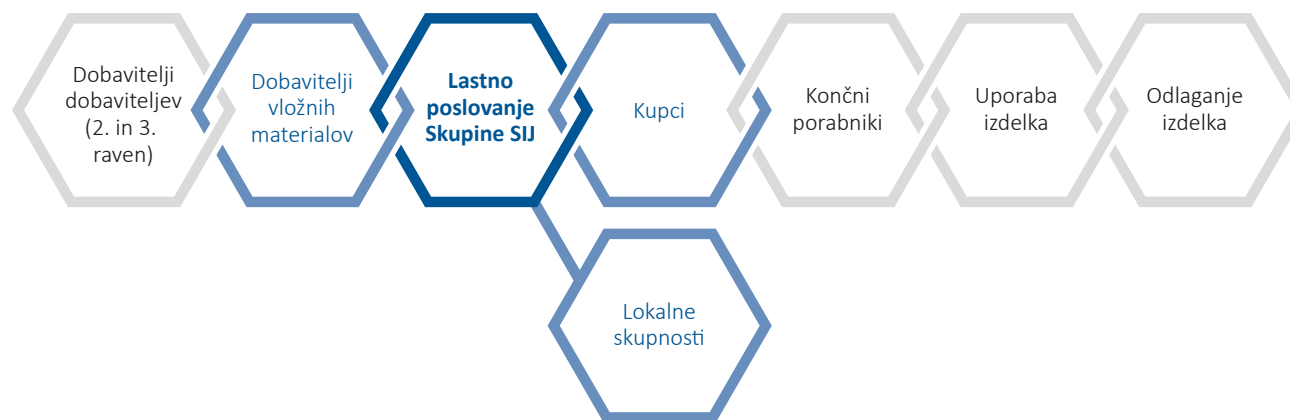 Dobavitelji
dobaviteljev
(2. in 3.
raven)
Dobavitelji
vložnih
materialov
Lastno
poslovanje
Skupine SIJ
Kupci
Končni
porabniki
Uporaba
izdelka
Odlaganje
izdelka
Lokalne
skupnosti